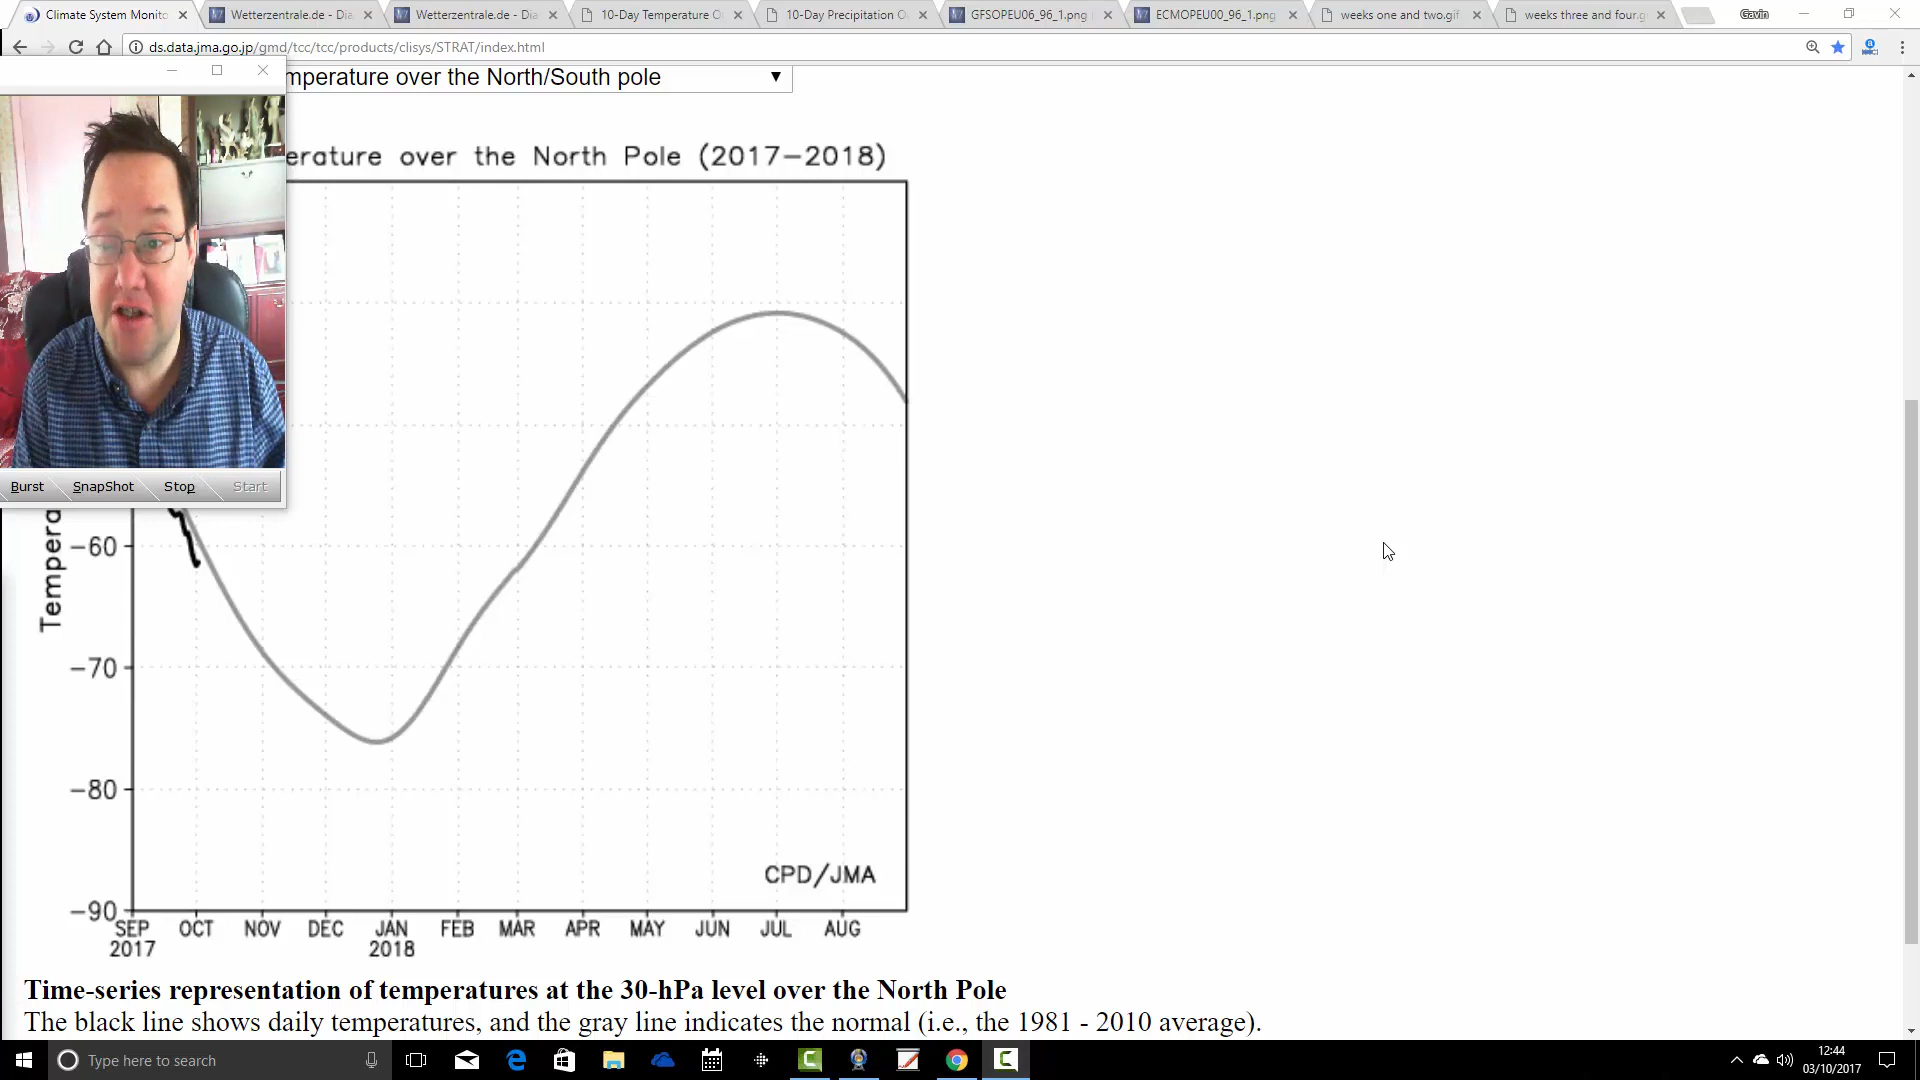 Climate System Monito
Wetterzentrale.de - Dia
Wetterzentrale.de - Dia
10-Day Temperature O
10-Day Precipitation O
GFSOPEU06_96_1.png
ECMOPEU00_96_1.png
weeks one and two.gif
weeks three and four.g
Gavin
ds.data.jma.go.jp/gmd/tcc/tcc/products/clisys/STRAT/index.html
mperature over the North/South pole
erature over the North Pole (2017-2018)
Burst
SnapShot
Stop
Start
Tempera
-60
-70
-80
-90
CPD/JMA
SEP OCT NOV DEC JAN FEB MAR APR MAY JUN JUL AUG
2017 2018
Time-series representation of temperatures at the 30-hPa level over the North Pole
The black line shows daily temperatures, and the gray line indicates the normal (i.e., the 1981 - 2010 average).
Type here to search
12:44
03/10/2017